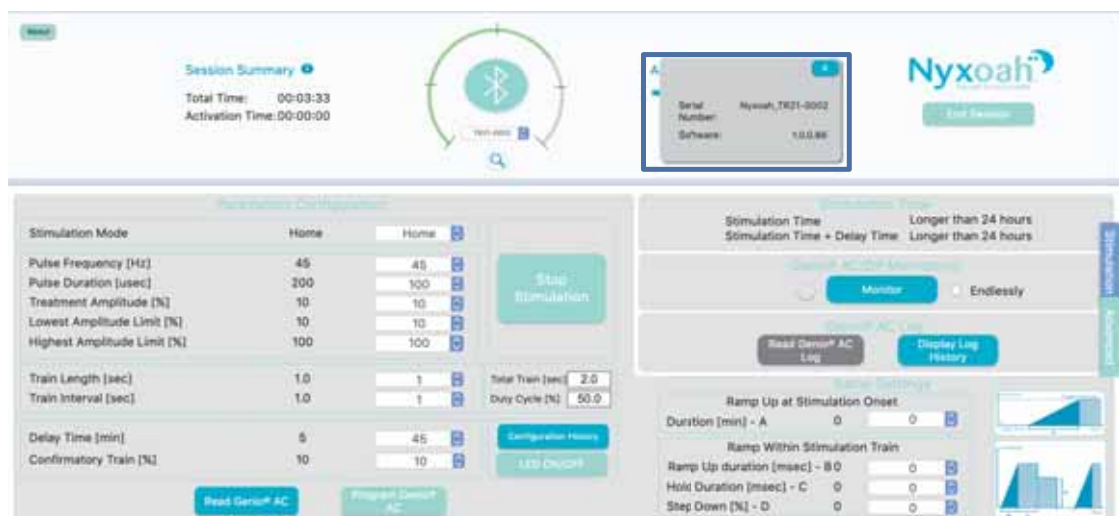 About
Session Summary
Total Time: 00:03:33
Activation Time:00:00:00
A
x
Serial Number: Nyxoah_TR21-0002
Software: 1.0.0.86
Nyxoah
End Session
Parameters Configuration
Stimulation Mode Home Home
Pulse Frequency [Hz] 45 45
Pulse Duration [usec] 200 100
Treatment Amplitude [%] 10 10
Lowest Amplitude Limit [%] 10 10
Highest Amplitude Limit [%] 100 100
Stop Stimulation
Train Length [sec] 1.0 1
Train Interval [sec] 1.0 1
Total Train [sec] 2.0
Duty Cycle [%] 50.0
Delay Time [min] 5 45
Confirmatory Train [%] 10 10
Configuration History
LED ON/OFF
Read Genio® AC
Program Genio® AC
Stimulation Time
Stimulation Time Longer than 24 hours
Stimulation Time + Delay Time Longer than 24 hours
Monitor
Endlessly
Genio® AC Log
Read Genio® AC Log
Display Log History
Stimulation
Ramp Settings
Ramp Up at Stimulation Onset
Duration [min] - A 0 0
Ramp Within Stimulation Train
Ramp Up duration [msec] - B 0 0
Hold Duration [msec] - C 0 0
Step Down [%] - D 0 0